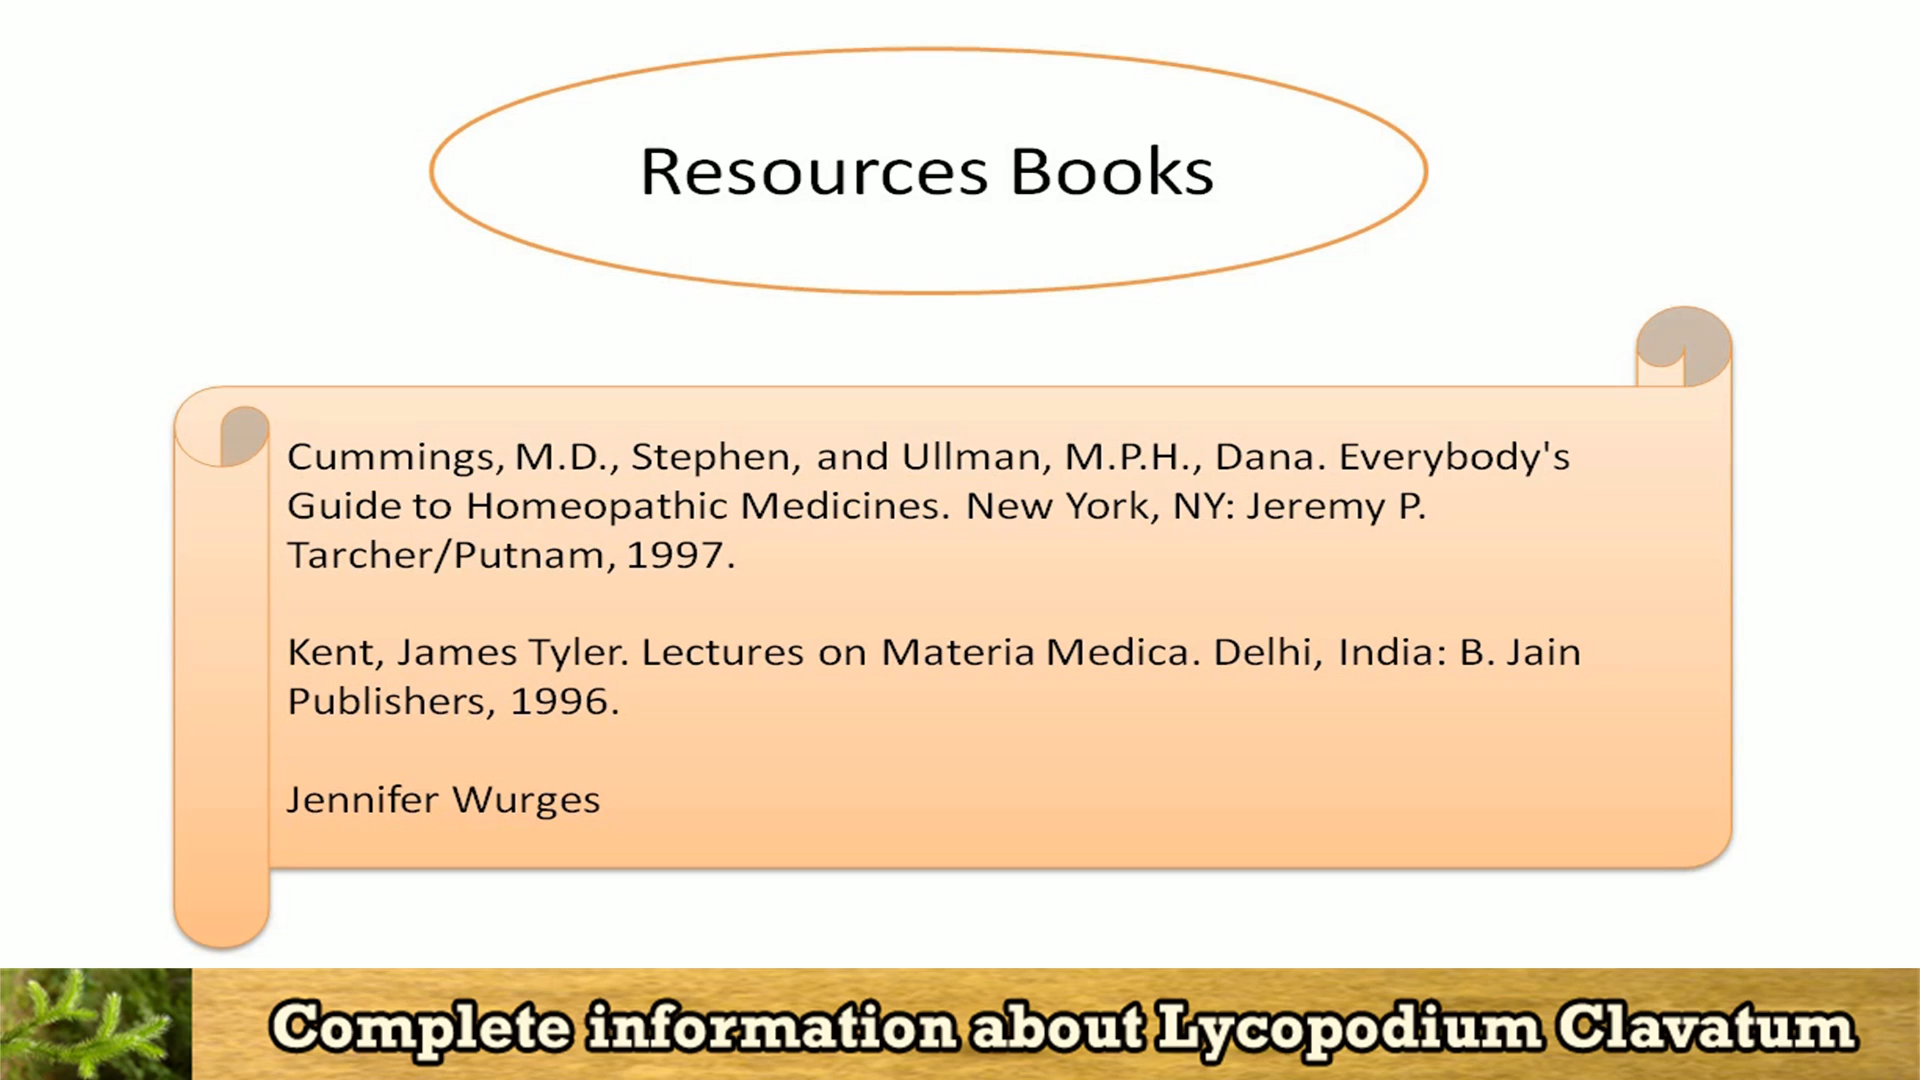 Resources Books
Cummings, M.D., Stephen, and Ullman, M.P.H., Dana. Everybody's
Guide to Homeopathic Medicines. New York, NY: Jeremy P.
Tarcher/Putnam, 1997.
Kent, James Tyler. Lectures on Materia Medica. Delhi, India: B. Jain
Publishers, 1996.
Jennifer Wurges
Complete information about Lycopodium Clavatum